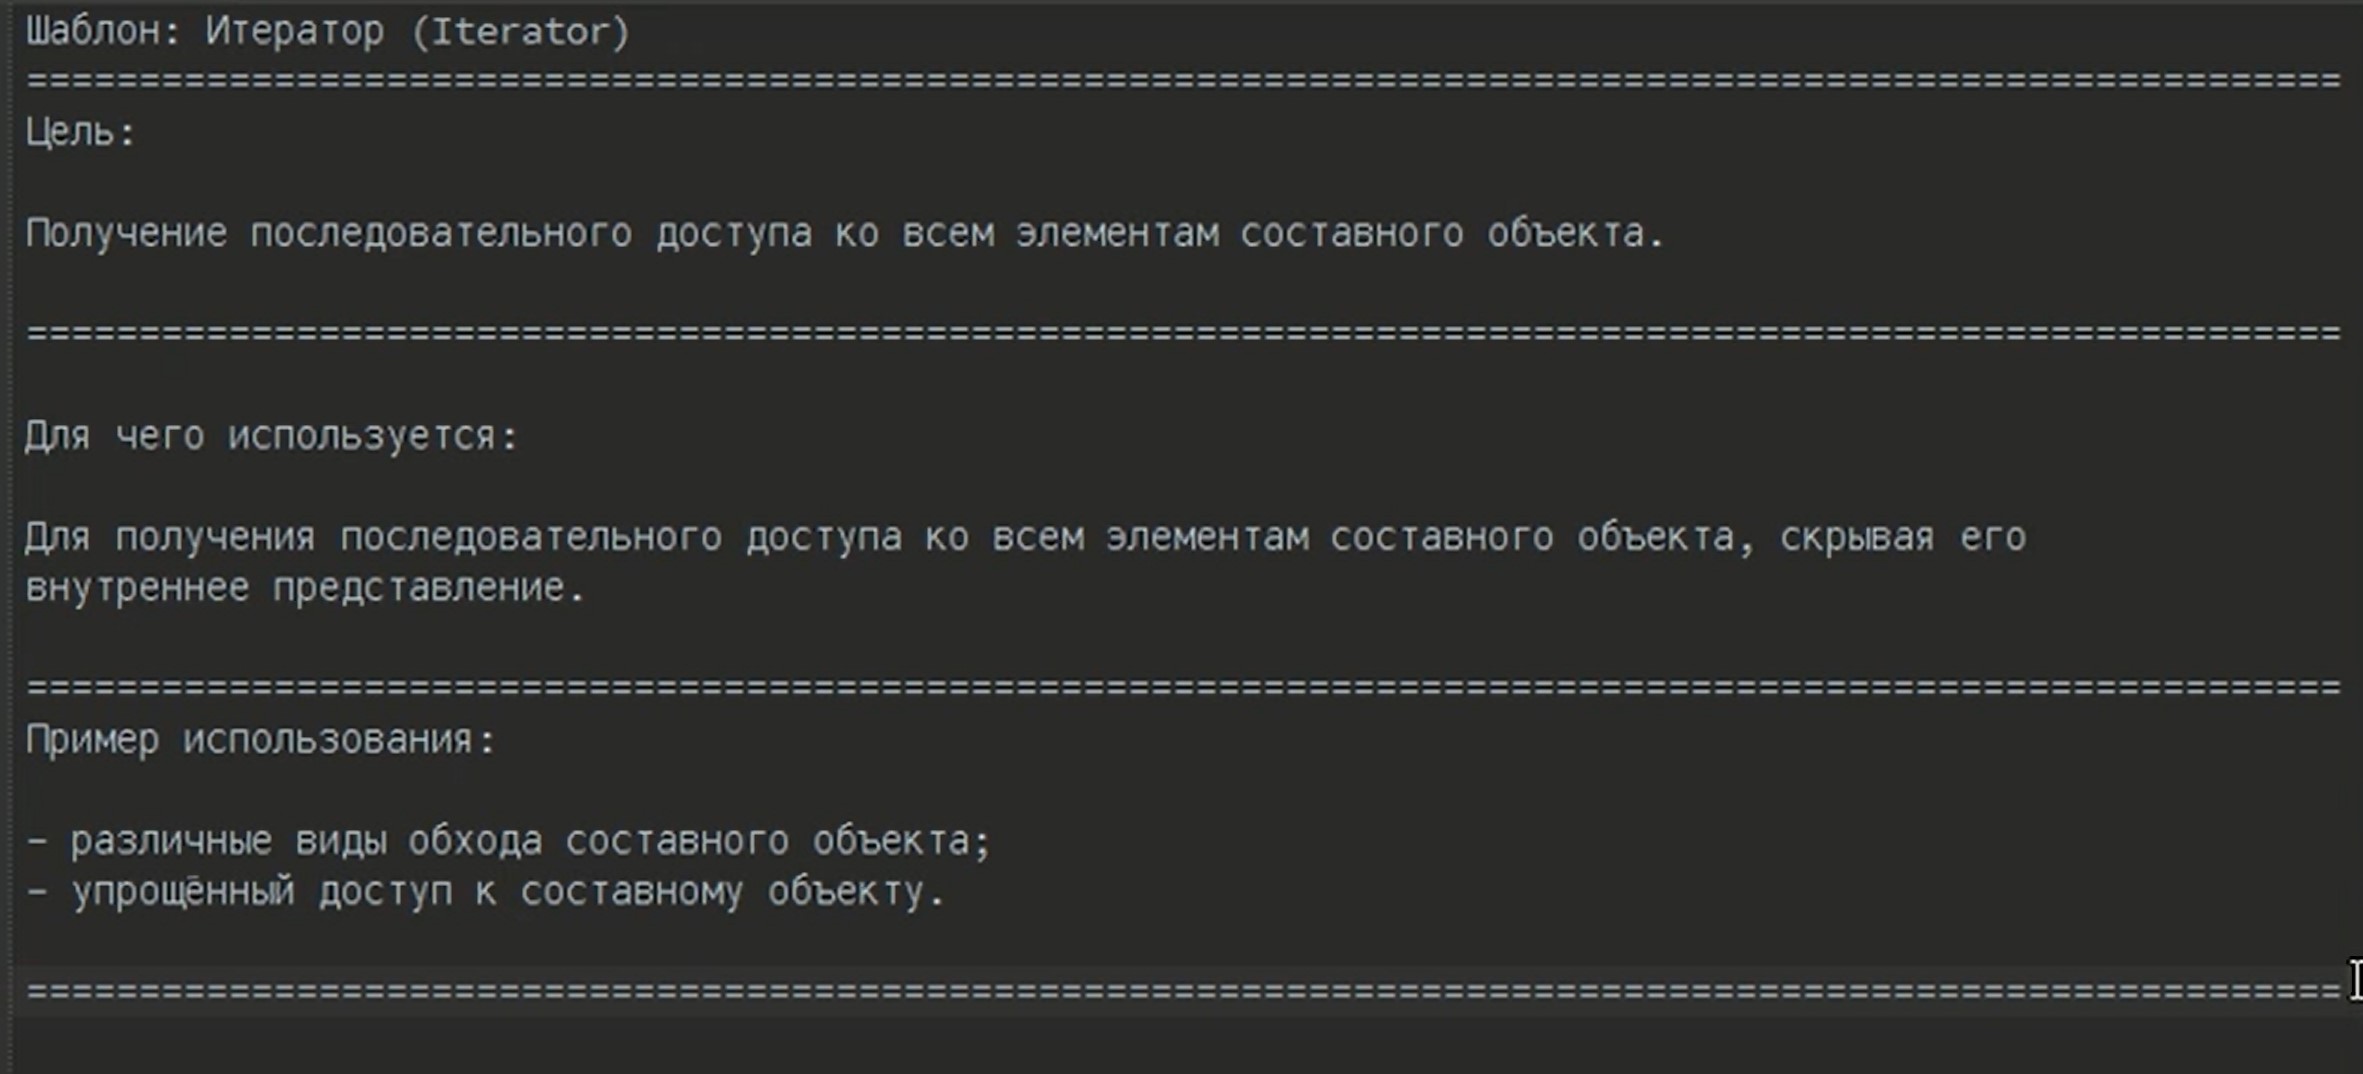 Шаблон: Итератор (Iterator)
=======================================================================================================
Цель:
Получение последовательного доступа ко всем элементам составного объекта.
=======================================================================================================
Для чего используется:
Для получения последовательного доступа ко всем элементам составного объекта, скрывая его
внутреннее представление.
=======================================================================================================
Пример использования:
- различные виды обхода составного объекта;
- упрощённый доступ к составному объекту.
=======================================================================================================